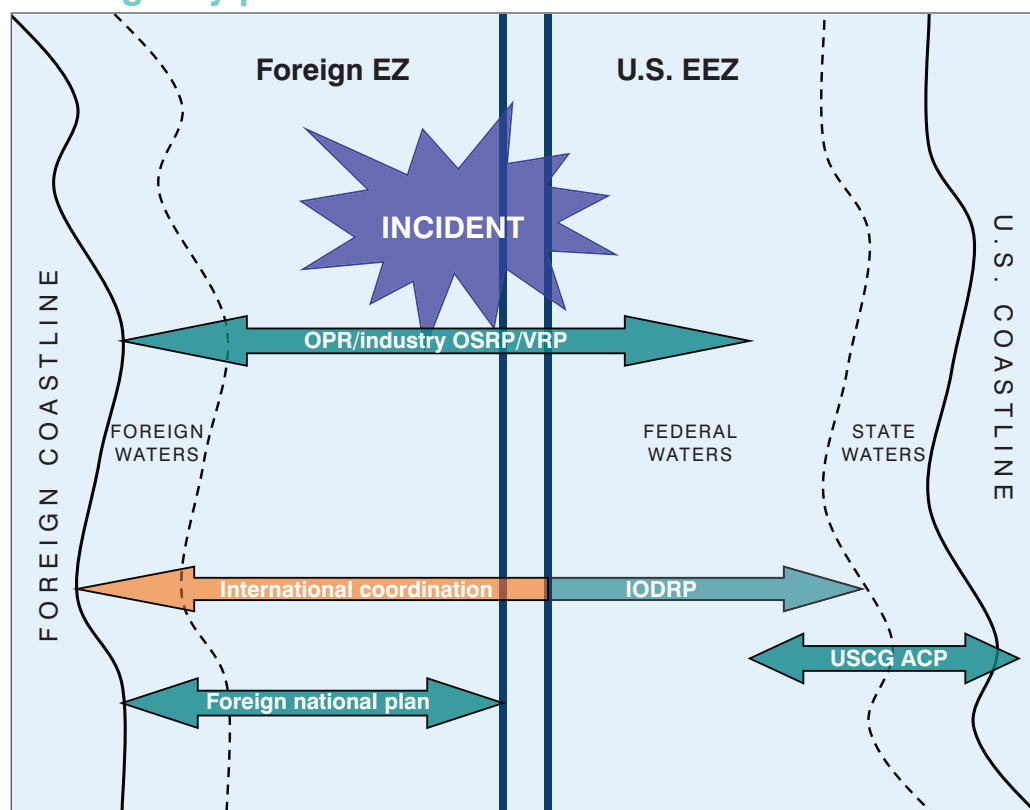 Foreign EZ
U.S. EEZ
INCIDENT
OPR/industry OSRP/VRP
FOREIGN COASTLINE
U.S. COASTLINE
FOREIGN
WATERS
FEDERAL
WATERS
STATE
WATERS
International coordination
IODRP
USCG ACP
Foreign national plan